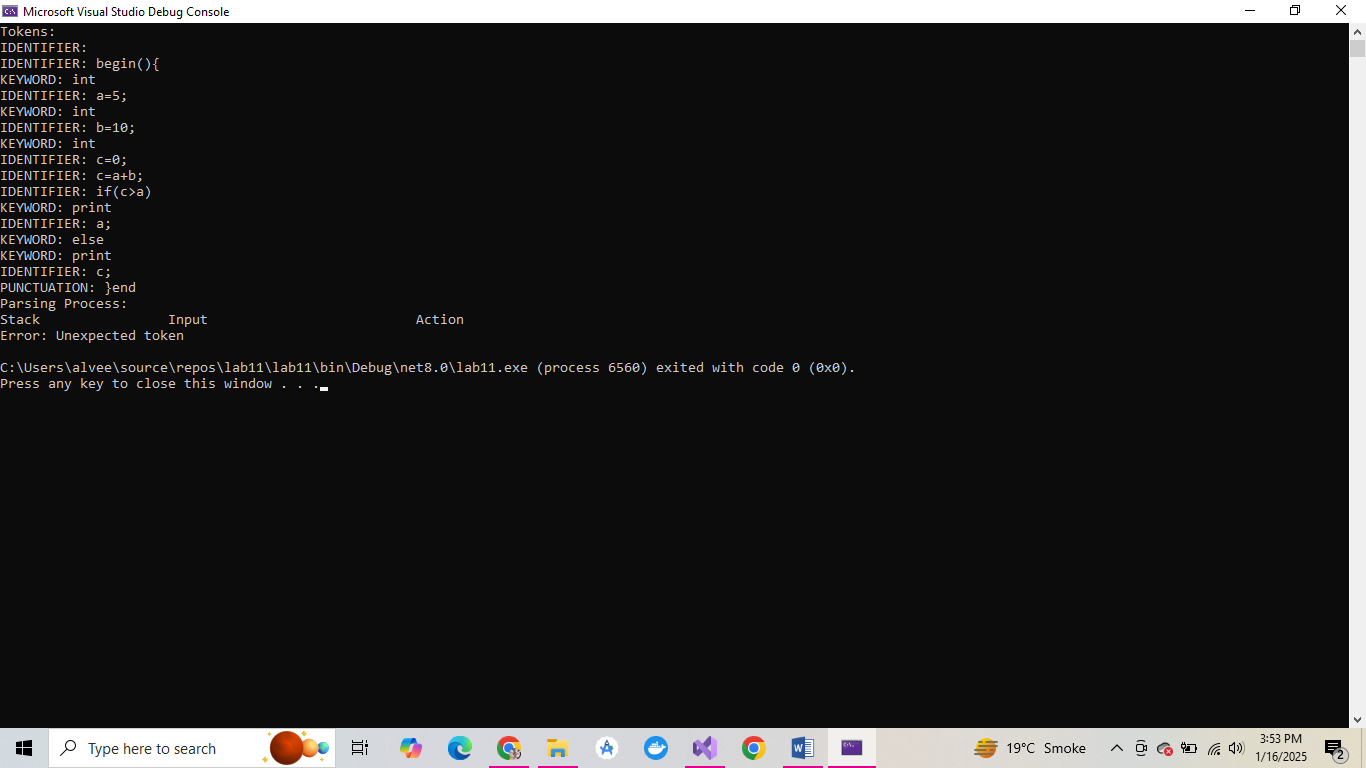 Microsoft Visual Studio Debug Console
Tokens:
IDENTIFIER:
IDENTIFIER: begin(){
KEYWORD: int
IDENTIFIER: a=5;
KEYWORD: int
IDENTIFIER: b=10;
KEYWORD: int
IDENTIFIER: c=0;
IDENTIFIER: c=a+b;
IDENTIFIER: if(c>a)
KEYWORD: print
IDENTIFIER: a;
KEYWORD: else
KEYWORD: print
IDENTIFIER: c;
PUNCTUATION: }end
Parsing Process:
Stack Input Action
Error: Unexpected token
C:\Users\alvee\source\repos\lab11\lab11\bin\Debug\net8.0\lab11.exe (process 6560) exited with code 0 (0x0).
Press any key to close this window . . .
Type here to search
19°C Smoke
3:53 PM
1/16/2025
2